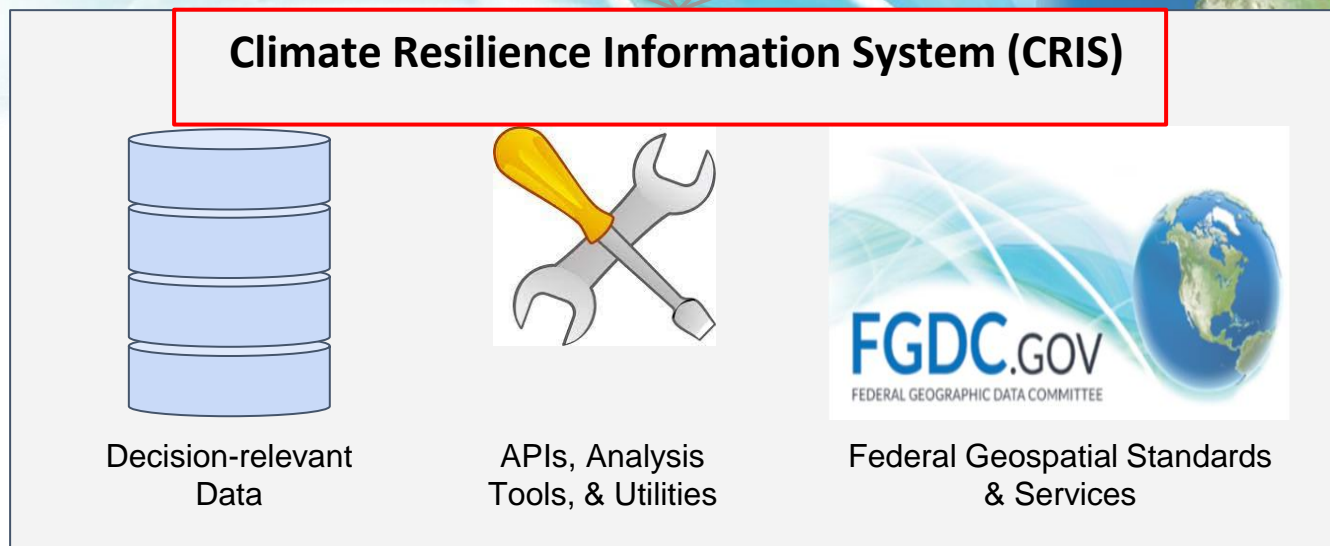 Climate Resilience Information System (CRIS)
FGDC.GOV
FEDERAL GEOGRAPHIC DATA COMMITTEE
Decision-relevant
Data
APIs, Analysis
Tools, & Utilities
Federal Geospatial Standards
& Services